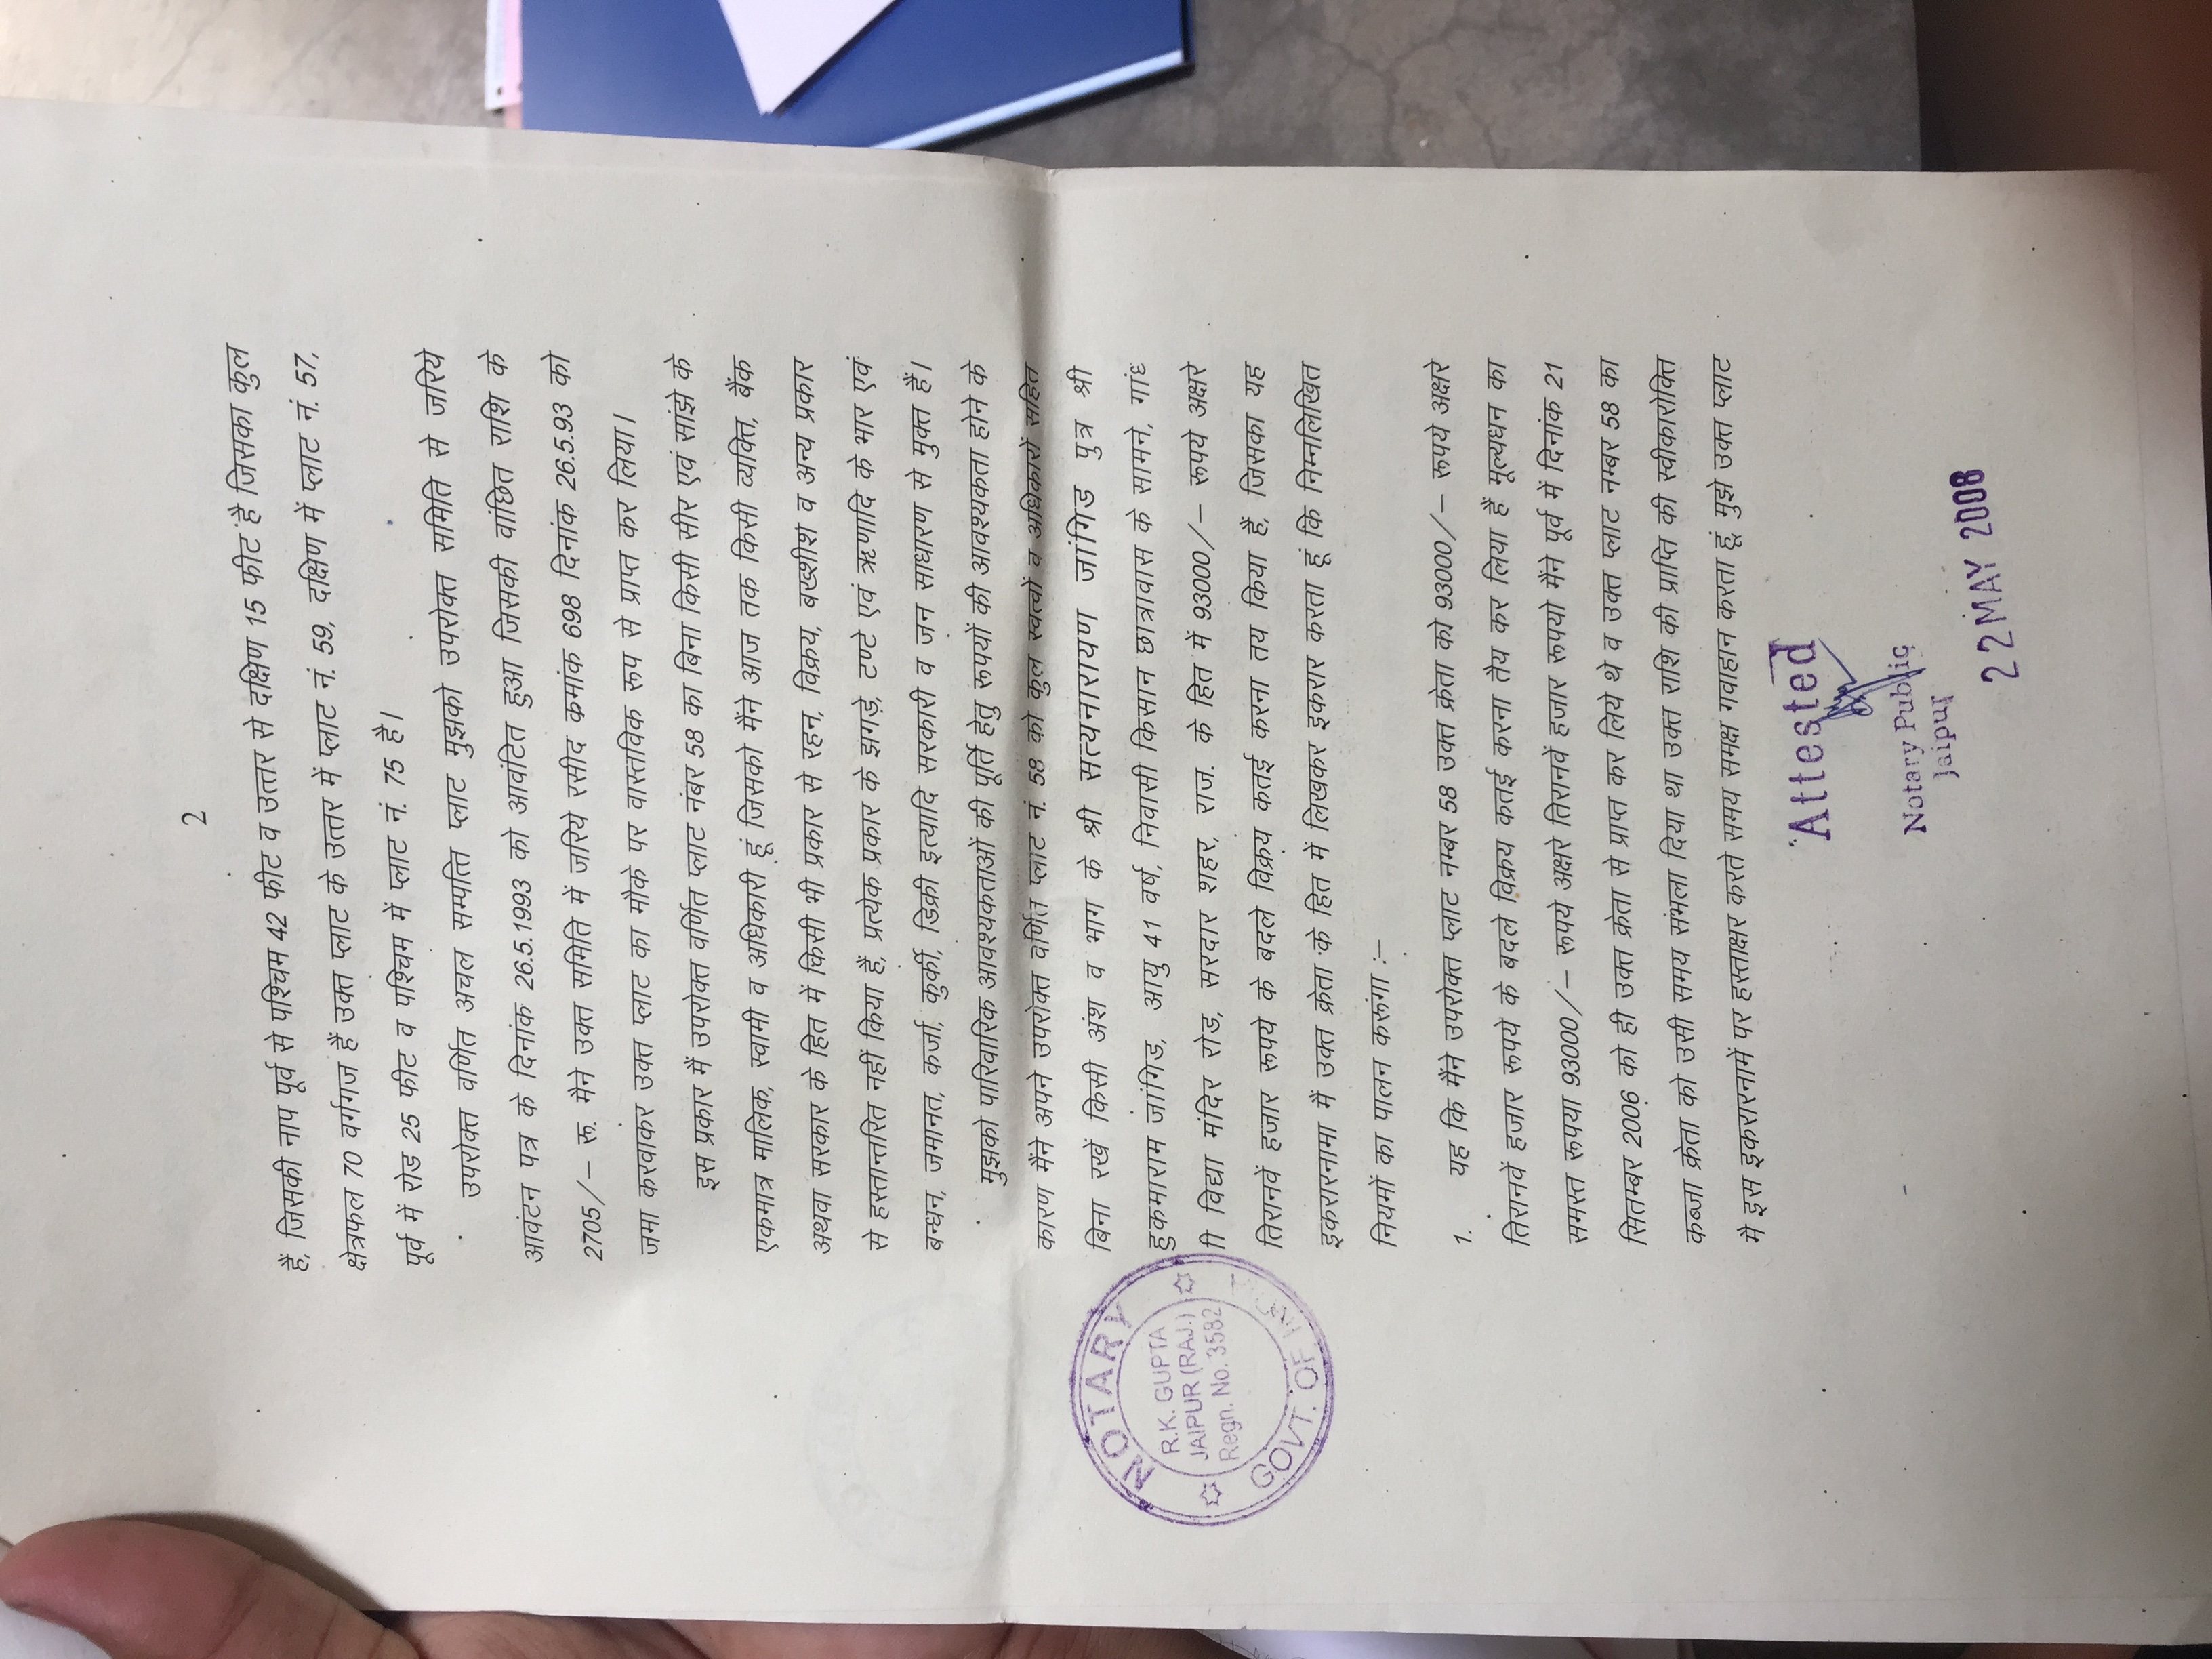 2
हैं, जिसकी नाप पूर्व से पश्चिम 42 फीट व उत्तर से दक्षिण 15 फीट है जिसका कुल
क्षेत्रफल 70 वर्गगज हैं उक्त प्लाट के उत्तर में प्लाट नं. 59, दक्षिण में प्लाट नं. 57,
पूर्व में रोड 25 फीट व पश्चिम में प्लाट नं. 75 है।
उपरोक्त वर्णित अचल सम्पत्ति प्लाट मुझको उपरोक्त समिति से जरिये
आवंटन पत्र के दिनांक 26.5.1993 को आवंटित हुआ जिसकी वांछित राशि के
2705/— रू. मैने उक्त समिति में जरिये रसीद कमांक 698 दिनांक 26.5.93 को
जमा करवाकर उक्त प्लाट का मौके पर वास्तविक रूप से प्राप्त कर लिया।
इस प्रकार मैं उपरोक्त वर्णित प्लाट नंबर 58 का बिना किसी सीर एवं सांझे के
एकमात्र मालिक, स्वामी व अधिकारी हूं जिसको मैंने आज तक किसी व्यक्ति, बैंक
अथवा सरकार के हित में किसी भी प्रकार से रहन, विक्रय, बख्शीश व अन्य प्रकार
से हस्तान्तरित नहीं किया हैं, प्रत्येक प्रकार के झगड़े, टण्टे एवं ऋणादि के भार एवं
बन्धन, जमानत, कर्जा, कुर्की, डिक्री इत्यादि सरकारी व जन साधारण से मुक्त हैं।
मुझको पारिवारिक आवश्यकताओं की पूर्ति हेतु रूपयों की आवश्यकता होने के
कारण मैंने अपने उपरोक्त वर्णित प्लाट नं. 58 को कुल स्वत्वों व अधिकारों सहित
बिना रखें किसी अंश व भाग के श्री सत्यनारायण जांगिड पुत्र श्री
हुकमाराम जांगिड, आयु 41 वर्ष, निवासी किसान छात्रावास के सामने, गांध
ी विद्या मंदिर रोड, सरदार शहर, राज. के हित में 93000/— रूपये अक्षरे
तिरानवें हजार रूपये के बदले विक्रय कतई करना तय किया हैं, जिसका यह
इकरारनामा मैं उक्त क्रेता के हित में लिखकर इकरार करता हूं कि निम्नलिखित
नियमों का पालन करूंगा :—
1. यह कि मैंने उपरोक्त प्लाट नम्बर 58 उक्त क्रेता को 93000/— रूपये अक्षरे
तिरानवें हजार रूपये के बदले विक्रय कतई करना तैय कर लिया हैं मूल्यधन का
समस्त रूपया 93000/— रूपये अक्षरे तिरानवें हजार रूपयो मैंने पूर्व में दिनांक 21
सितम्बर 2006 को ही उक्त क्रेता से प्राप्त कर लिये थे व उक्त प्लाट नम्बर 58 का
कब्जा क्रेता को उसी समय संभला दिया था उक्त राशि की प्राप्ति की स्वीकारोक्ति
मै इस इकरारनामें पर हस्ताक्षर करते समय समक्ष गवाहान करता हूं, मुझे उक्त प्लाट
NOTARY
R.K. GUPTA
JAIPUR (RAJ.)
Regn. No. 3582
GOVT. OF INDIA
Attested
Notary Public
Jaipur
22 MAY 2008